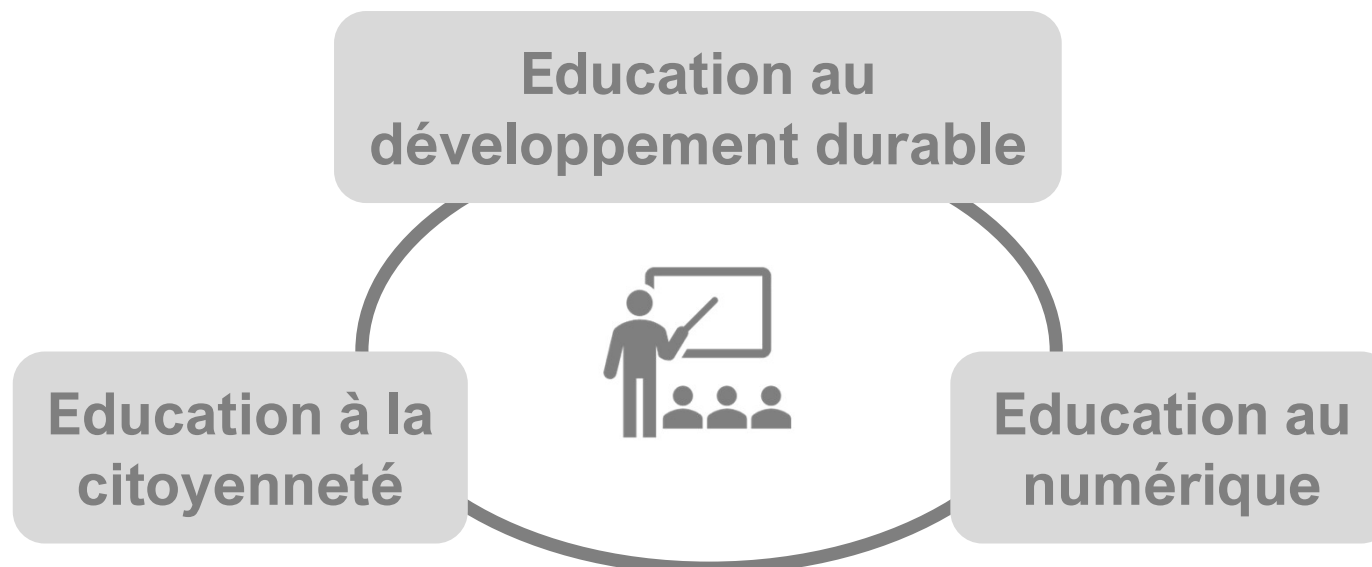 Education au
développement durable
Education à la
citoyenneté
Education au
numérique